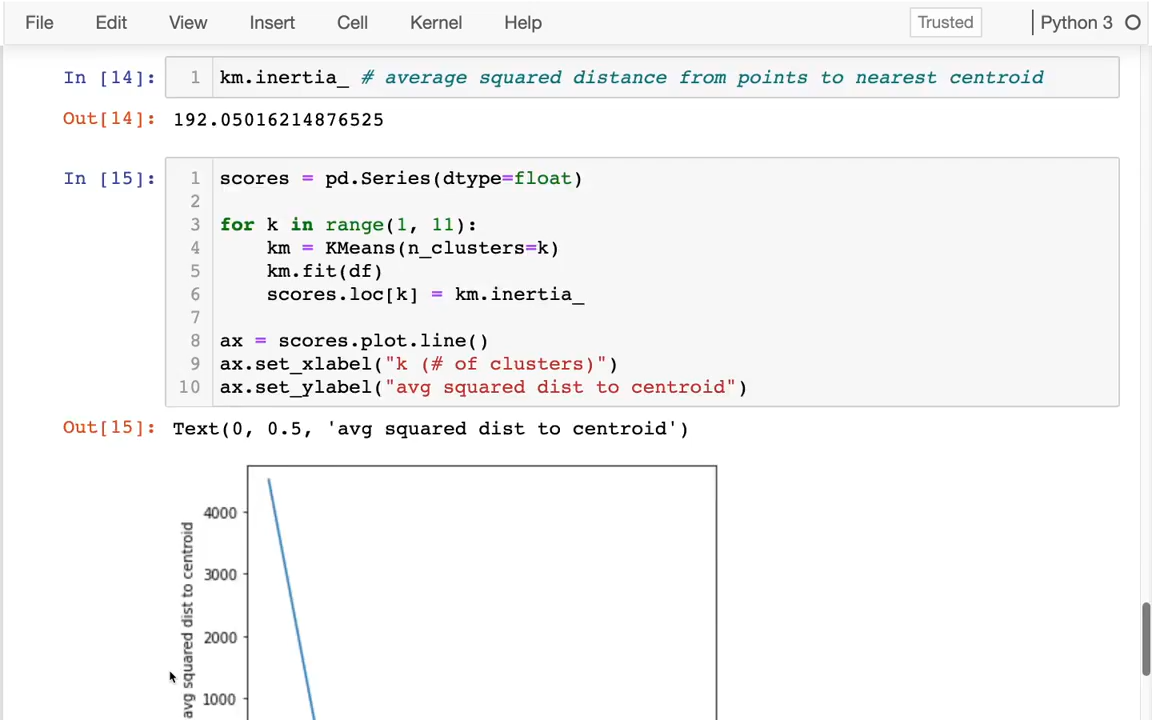 File Edit View Insert Cell Kernel Help Trusted Python 3
In [14]: 1 km.inertia_ # average squared distance from points to nearest centroid
Out[14]: 192.05016214876525
In [15]: 1 scores = pd.Series(dtype=float)
2
3 for k in range(1, 11):
4     km = KMeans(n_clusters=k)
5     km.fit(df)
6     scores.loc[k] = km.inertia_
7
8 ax = scores.plot.line()
9 ax.set_xlabel("k (# of clusters)")
10 ax.set_ylabel("avg squared dist to centroid")
Out[15]: Text(0, 0.5, 'avg squared dist to centroid')
avg squared dist to centroid
4000
3000
2000
1000